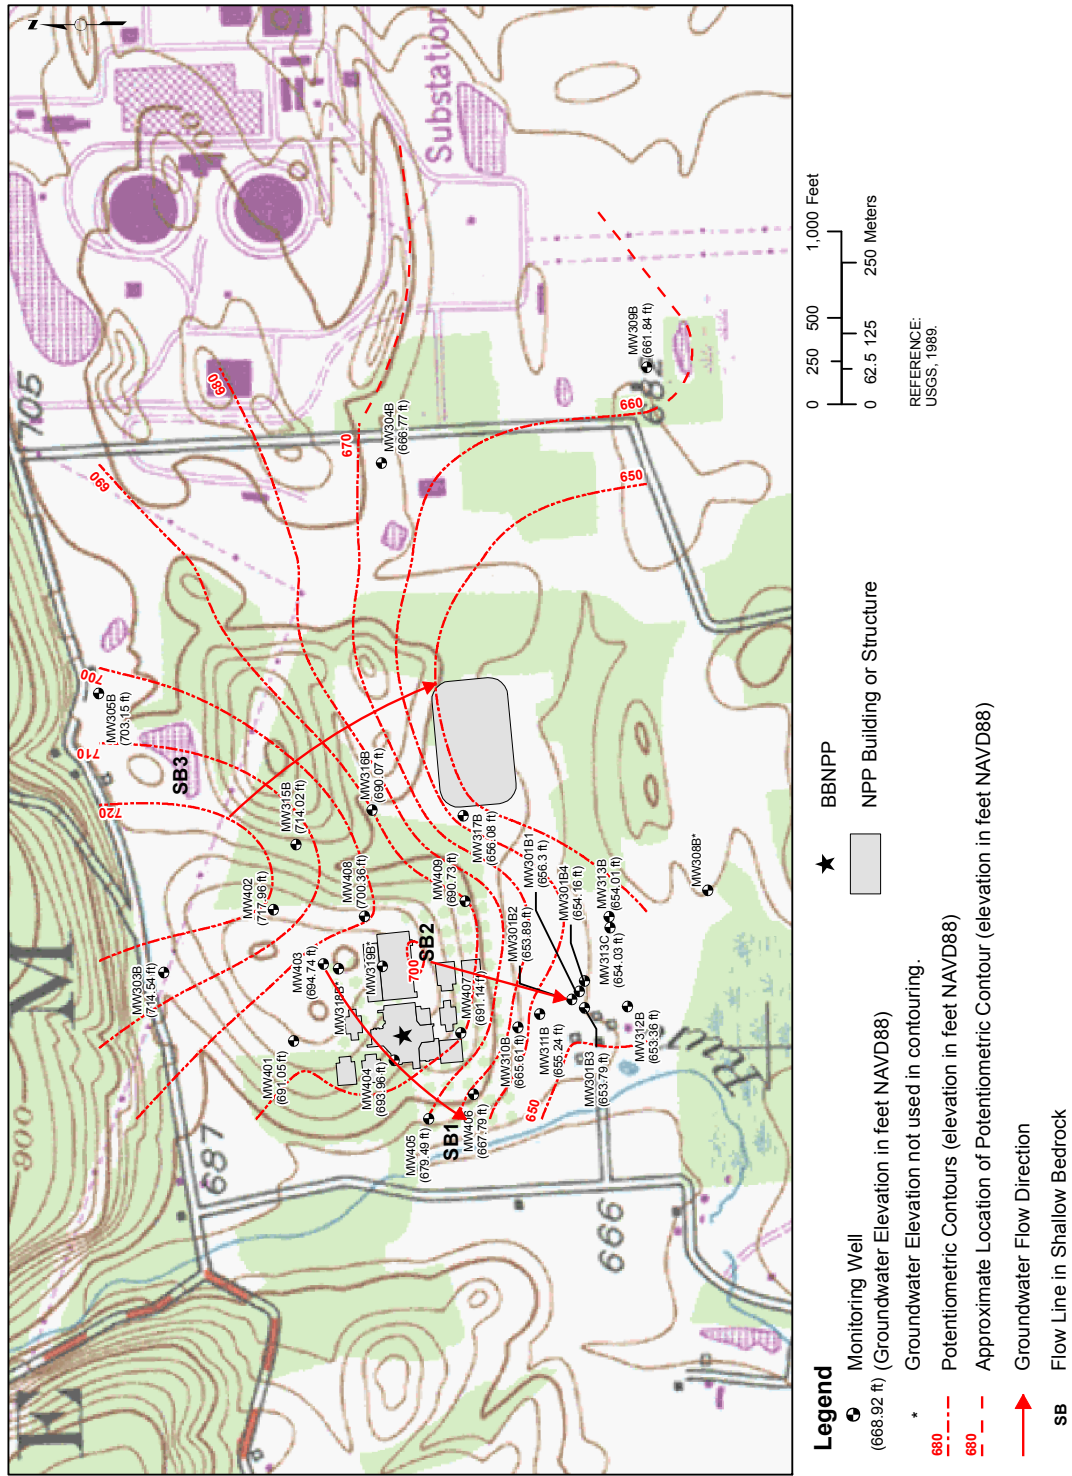 N
F
M
900
900
705
687
666
682
Run
Substation
SB3
SB2
SB1
720
710
700
690
680
670
660
650
650
700
MW305B
(703.15 ft)
MW303B
(714.54 ft)
MW402
(717.96 ft)
MW315B
(714.02 ft)
MW316B
(690.07 ft)
MW408
(700.36 ft)
MW403
(694.74 ft)
MW318B*
MW319B*
MW401
(691.05 ft)
MW404
(693.96 ft)
MW405
(679.49 ft)
MW406
(667.79 ft)
MW407
(691.14 ft)
MW409
(690.73 ft)
MW317B
(656.08 ft)
MW304B
(666.77 ft)
MW309B
(661.84 ft)
MW310B
(665.61 ft)
MW311B
(655.24 ft)
MW301B2
(653.89 ft)
MW301B1
(656.3 ft)
MW301B4
(654.16 ft)
MW301B3
(653.79 ft)
MW313B
(654.01 ft)
MW313C
(654.03 ft)
MW312B
(653.36 ft)
MW308B*
Legend
Monitoring Well
(668.92 ft) (Groundwater Elevation in feet NAVD88)
* Groundwater Elevation not used in contouring.
680 Potentiometric Contours (elevation in feet NAVD88)
680 Approximate Location of Potentiometric Contour (elevation in feet NAVD88)
Groundwater Flow Direction
SB Flow Line in Shallow Bedrock
BBNPP
NPP Building or Structure
0 250 500 1,000 Feet
0 62.5 125 250 Meters
REFERENCE:
USGS, 1989.